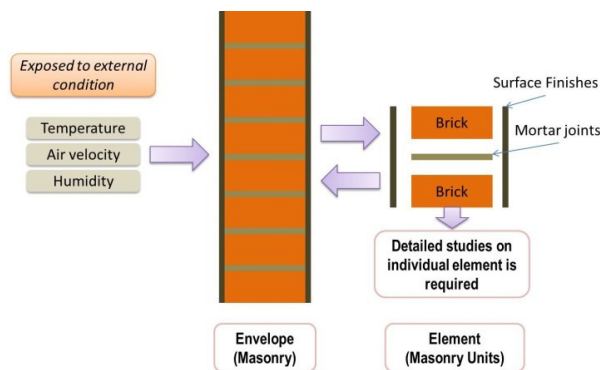 Exposed to external
condition
Temperature
Air velocity
Humidity
Surface Finishes
Mortar joints
Brick
Brick
Detailed studies on
individual element is
required
Envelope
(Masonry)
Element
(Masonry Units)